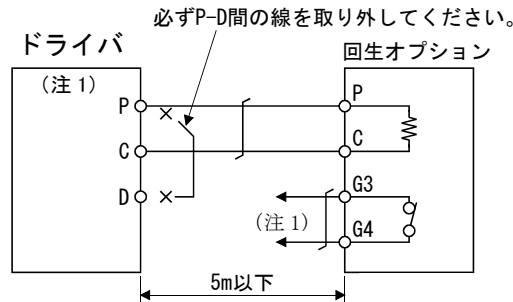 必ずP-D間の線を取り外してください。
ドライバ
回生オプション
(注1)
P
P
C
C
D
G3
(注1)
G4
5m以下